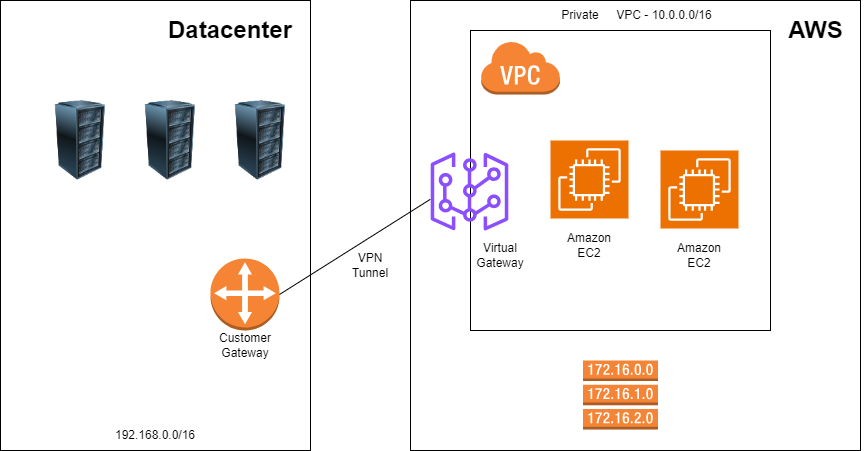 Datacenter
Private VPC - 10.0.0.0/16
AWS
VPC
Amazon
EC2
Amazon
EC2
Virtual
Gateway
VPN
Tunnel
Customer
Gateway
172.16.0.0
172.16.1.0
172.16.2.0
192.168.0.0/16